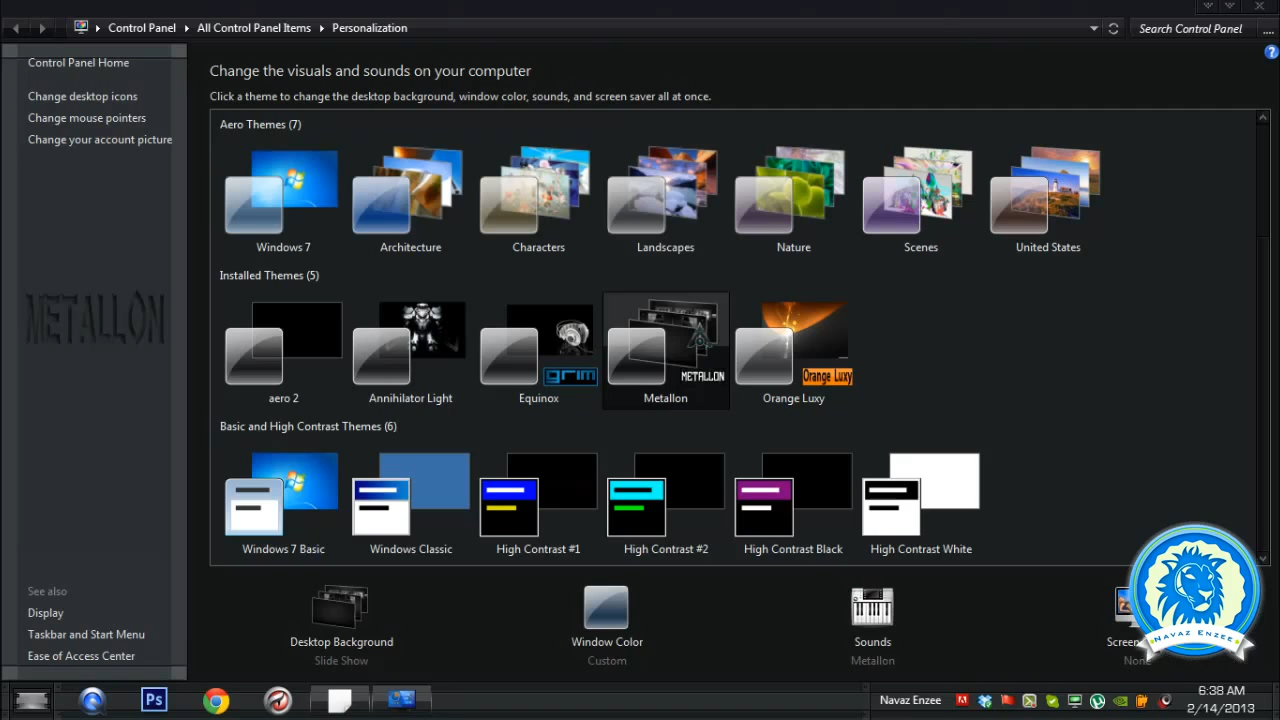 Control Panel All Control Panel Items Personalization
Search Control Panel
Control Panel Home
Change desktop icons
Change mouse pointers
Change your account picture
METALLON
See also
Display
Taskbar and Start Menu
Ease of Access Center
Change the visuals and sounds on your computer
Click a theme to change the desktop background, window color, sounds, and screen saver all at once.
Aero Themes (7)
Windows 7 Architecture Characters Landscapes Nature Scenes United States
Installed Themes (5)
grim METALLON Orange Luxy
aero 2 Annihilator Light Equinox Metallon Orange Luxy
Basic and High Contrast Themes (6)
Windows 7 Basic Windows Classic High Contrast #1 High Contrast #2 High Contrast Black High Contrast White
Desktop Background Window Color Sounds Screen
Slide Show Custom Metallon None
Navaz Enzee
Ps
Navaz Enzee
6:38 AM
2/14/2013